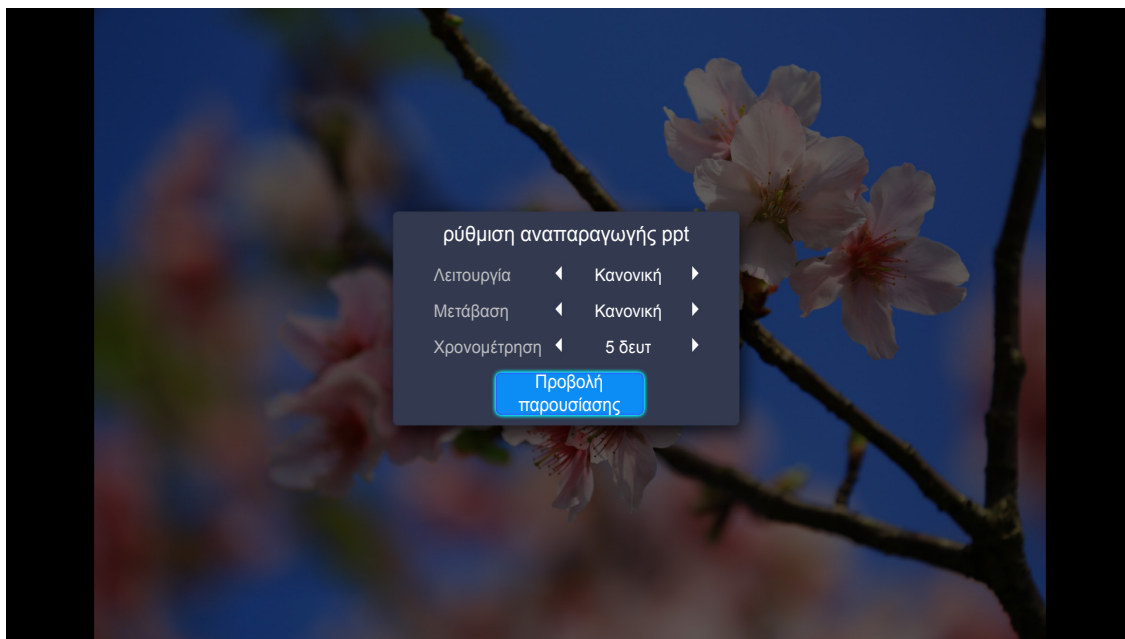 ρύθμιση αναπαραγωγής ppt
Λειτουργία Κανονική
Μετάβαση Κανονική
Χρονομέτρηση 5 δευτ
Προβολή
παρουσίασης